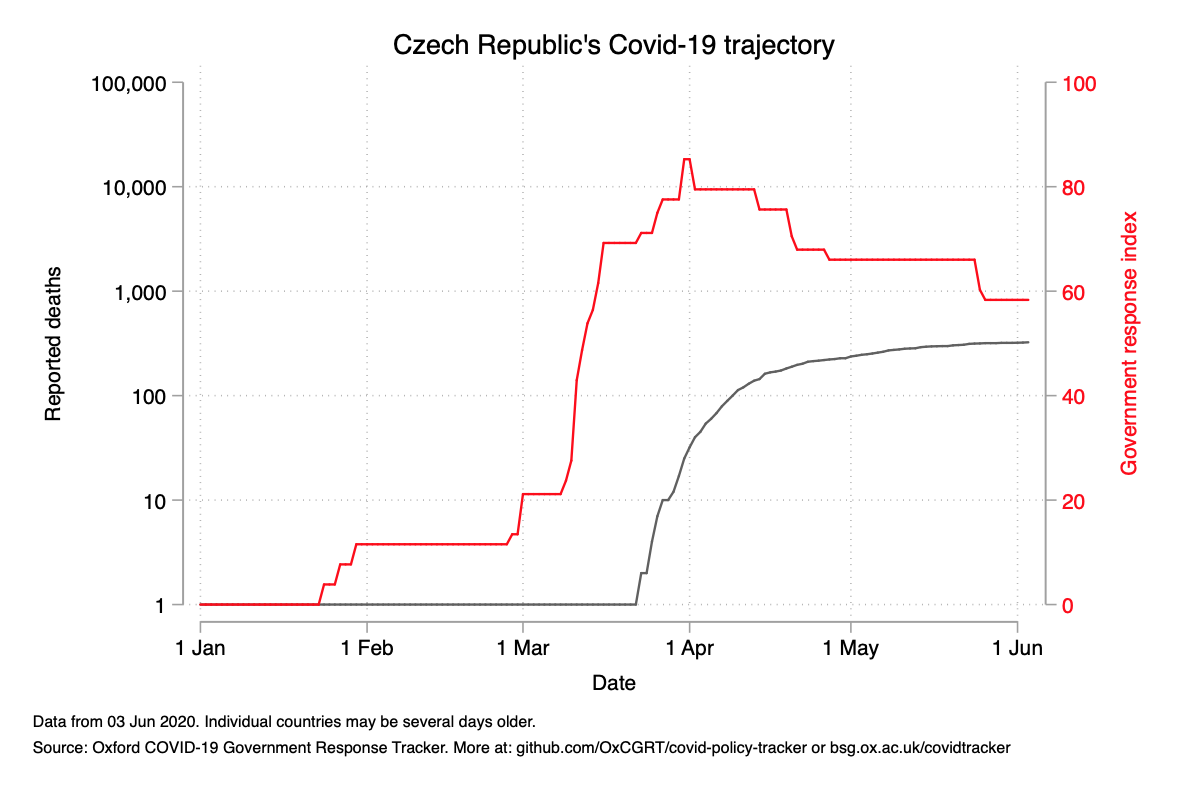 Czech Republic's Covid-19 trajectory
100,000
10,000
1,000
100
10
1
Reported deaths
100
80
60
40
20
0
Government response index
1 Jan
1 Feb
1 Mar
1 Apr
1 May
1 Jun
Date
Data from 03 Jun 2020. Individual countries may be several days older.
Source: Oxford COVID-19 Government Response Tracker. More at: github.com/OxCGRT/covid-policy-tracker or bsg.ox.ac.uk/covidtracker